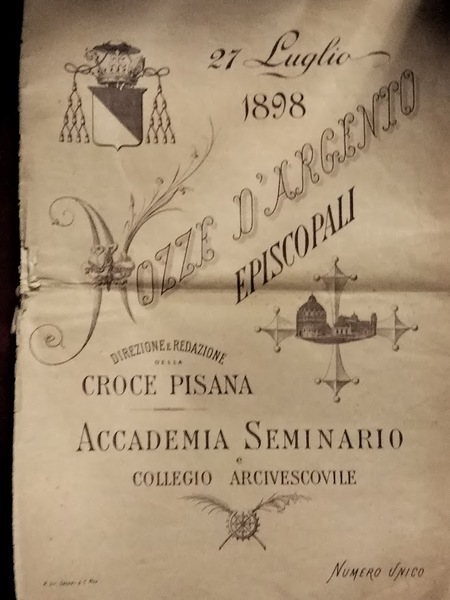 27 Luglio
1898
NOZZE D'ARGENTO
EPISCOPALI
DIREZIONE E REDAZIONE
DELLA
CROCE PISANA
ACCADEMIA SEMINARIO
e
COLLEGIO ARCIVESCOVILE
NUMERO UNICO